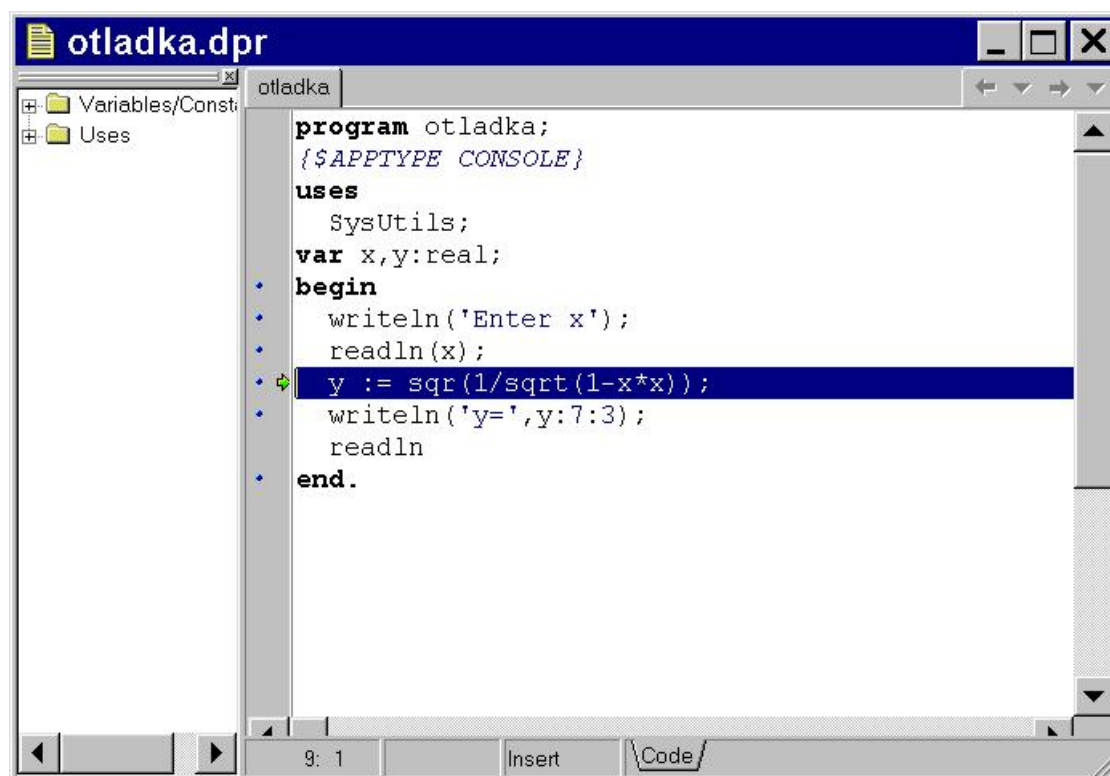 otladka.dpr
Variables/Consta
Uses
otladka
program otladka;
{$APPTYPE CONSOLE}
uses
SysUtils;
var x,y:real;
begin
writeln('Enter x');
readln(x);
y := sqr(1/sqrt(1-x*x));
writeln('y=',y:7:3);
readln
end.
9: 1
Insert
\Code/